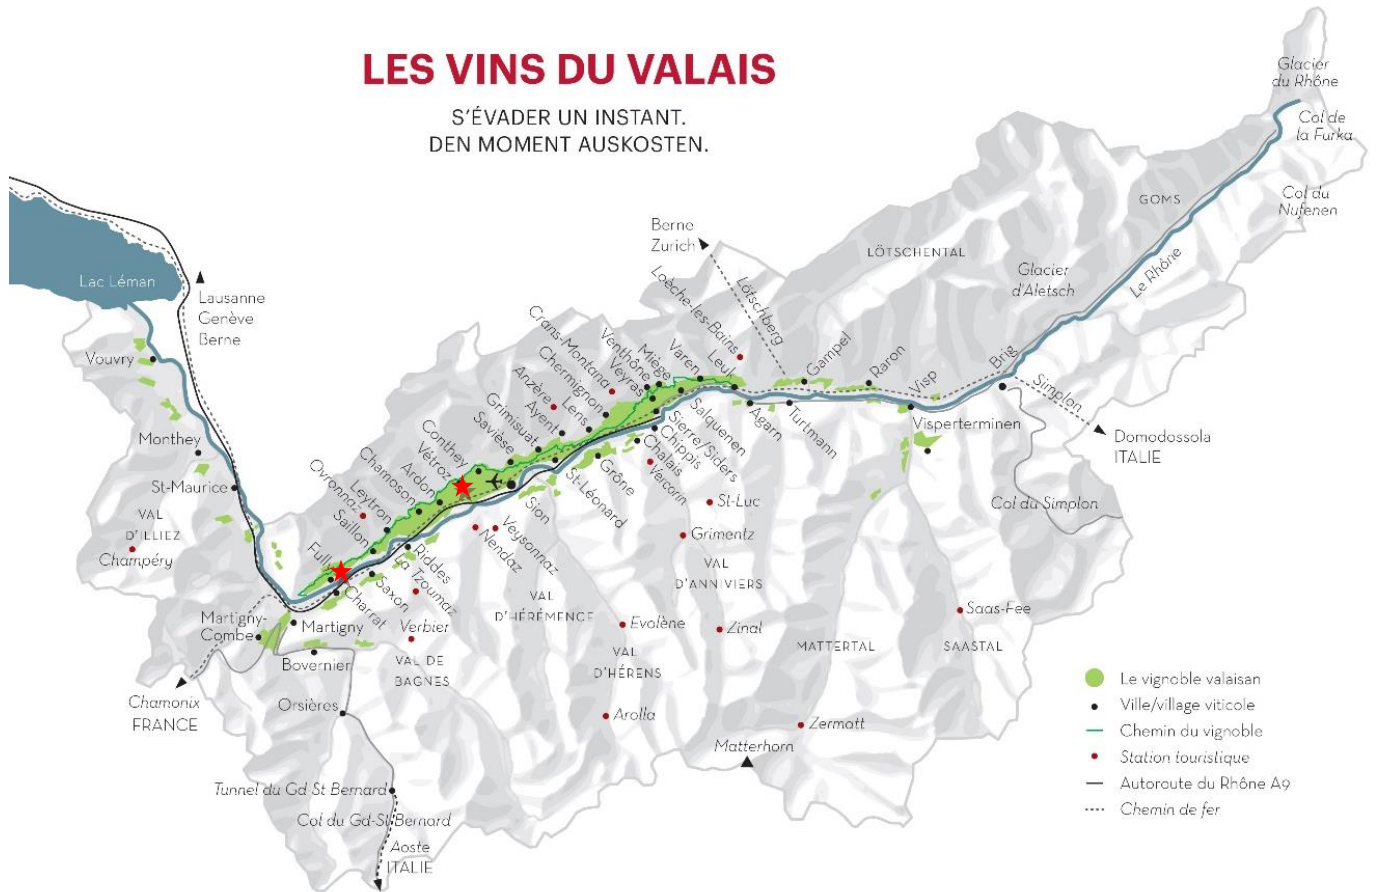 LES VINS DU VALAIS
S'ÉVADER UN INSTANT.
DEN MOMENT AUSKOSTEN.
Glacier
du Rhône
Col de
la Furka
Col du
Nufenen
GOMS
Le Rhône
LÖTSCHENTAL
Glacier
d'Aletsch
Berne
Zurich
Lötschberg
Loèche-les-Bains
Lac Léman
Lausanne
Genève
Berne
Vouvry
Monthey
St-Maurice
VAL
D'ILLIEZ
Champéry
Martigny-
Combe
Martigny
Bovernier
Chamonix
FRANCE
Orsières
Tunnel du Gd St Bernard
Col du Gd-St-Bernard
Aoste
ITALIE
Fully
Saillon
Leytron
Ovronnaz
Chamoson
Ardon
Vétroz
Conthey
Savièse
Grimisuat
Ayent
Anzère
Lens
Chermignon
Crans-Montana
Venthône
Veyras
Miège
Varen
Leuk
Gampel
Raron
Visp
Brig
Simplon
Domodossola
ITALIE
Col du Simplon
Visperterminen
Turtmann
Agarn
Salquenen
Sierre/Siders
Chippis
Chalais
Vercorin
Grône
St-Léonard
Sion
Veysonnaz
Nendaz
Riddes
La Tzoumaz
Saxon
Charrat
Verbier
VAL DE
BAGNES
VAL
D'HÉRÉMENCE
Evolène
VAL
D'HÉRENS
Arolla
St-Luc
Grimentz
VAL
D'ANNIVIERS
Zinal
MATTERTAL
Zermatt
Matterhorn
Saas-Fee
SAASTAL
Le vignoble valaisan
Ville/village viticole
Chemin du vignoble
Station touristique
Autoroute du Rhône A9
Chemin de fer